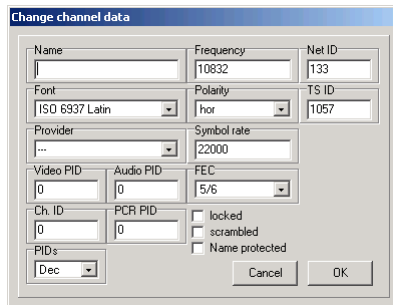 Change channel data
Name Frequency Net ID
10832 133
Font Polarity TS ID
ISO 6937 Latin hor 1057
Provider Symbol rate
--- 22000
Video PID Audio PID FEC
0 0 5/6
Ch. ID PCR PID
0 0
locked
scrambled
Name protected
PIDs
Dec
Cancel OK